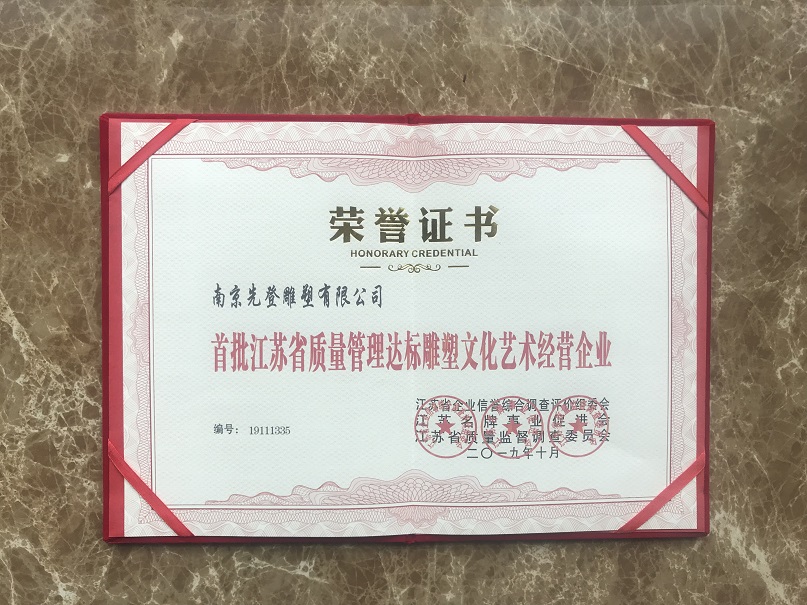 荣誉证书
HONORARY CREDENTIAL
南京先登雕塑有限公司
首批江苏省质量管理达标雕塑文化艺术经营企业
江苏省企业信誉综合调查评价组委会
江苏名牌事业促进会
编号: 19111335
江苏省质量监督调查委员会
二〇一九年十月